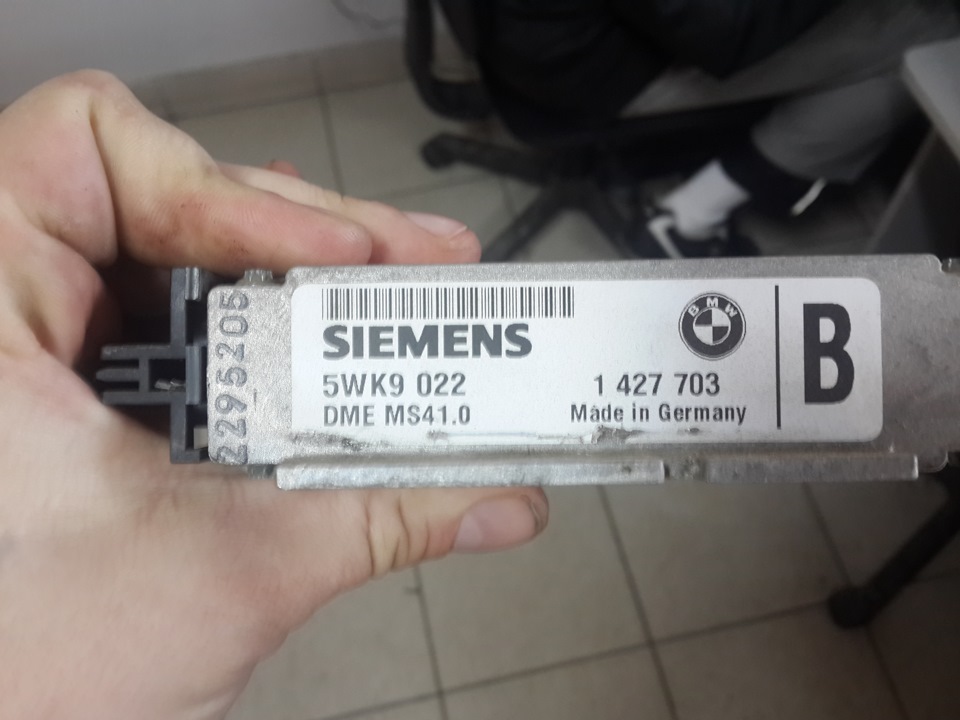 2295205
SIEMENS
5WK9 022
DME MS41.0
BMW
1 427 703
Made in Germany
B